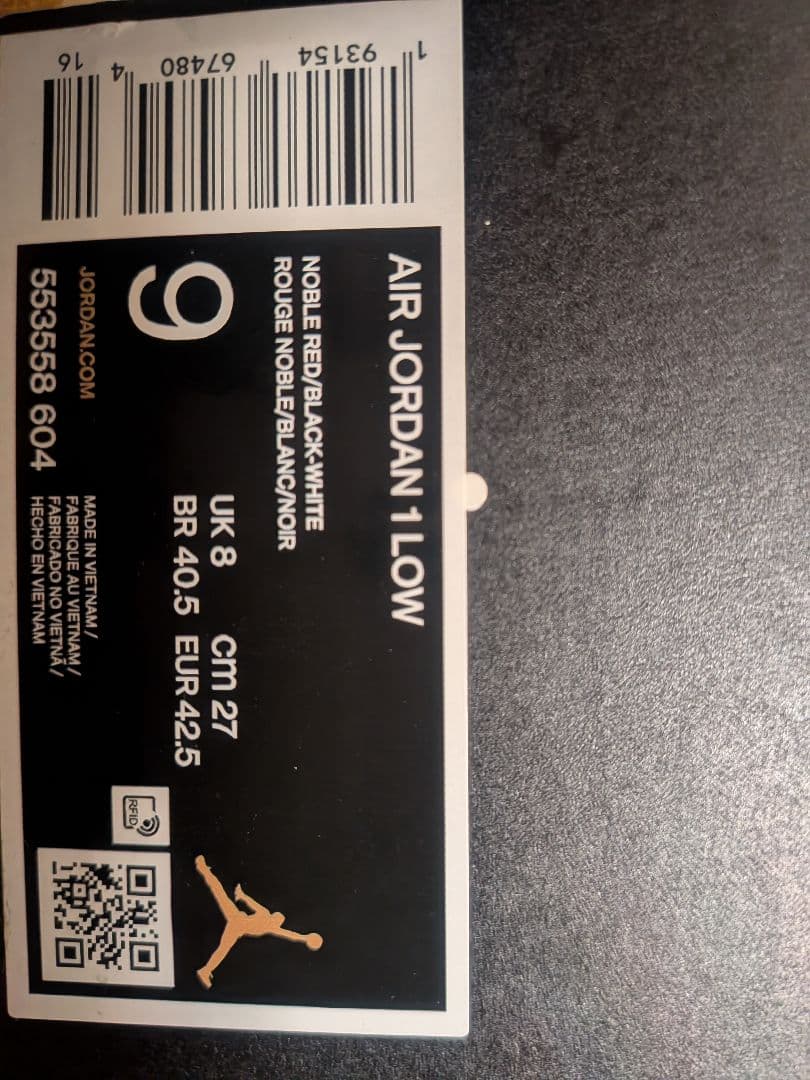 AIR JORDAN 1 LOW
NOBLE RED/BLACK-WHITE
ROUGE NOBLE/BLANC/NOIR
9
UK 8 cm 27
BR 40.5 EUR 42.5
JORDAN.COM
553558 604
MADE IN VIETNAM /
FABRIQUE AU VIETNAM /
FABRICADO NO VIETNÃ /
HECHO EN VIETNAM
RFID
1 93154 67480 4 16